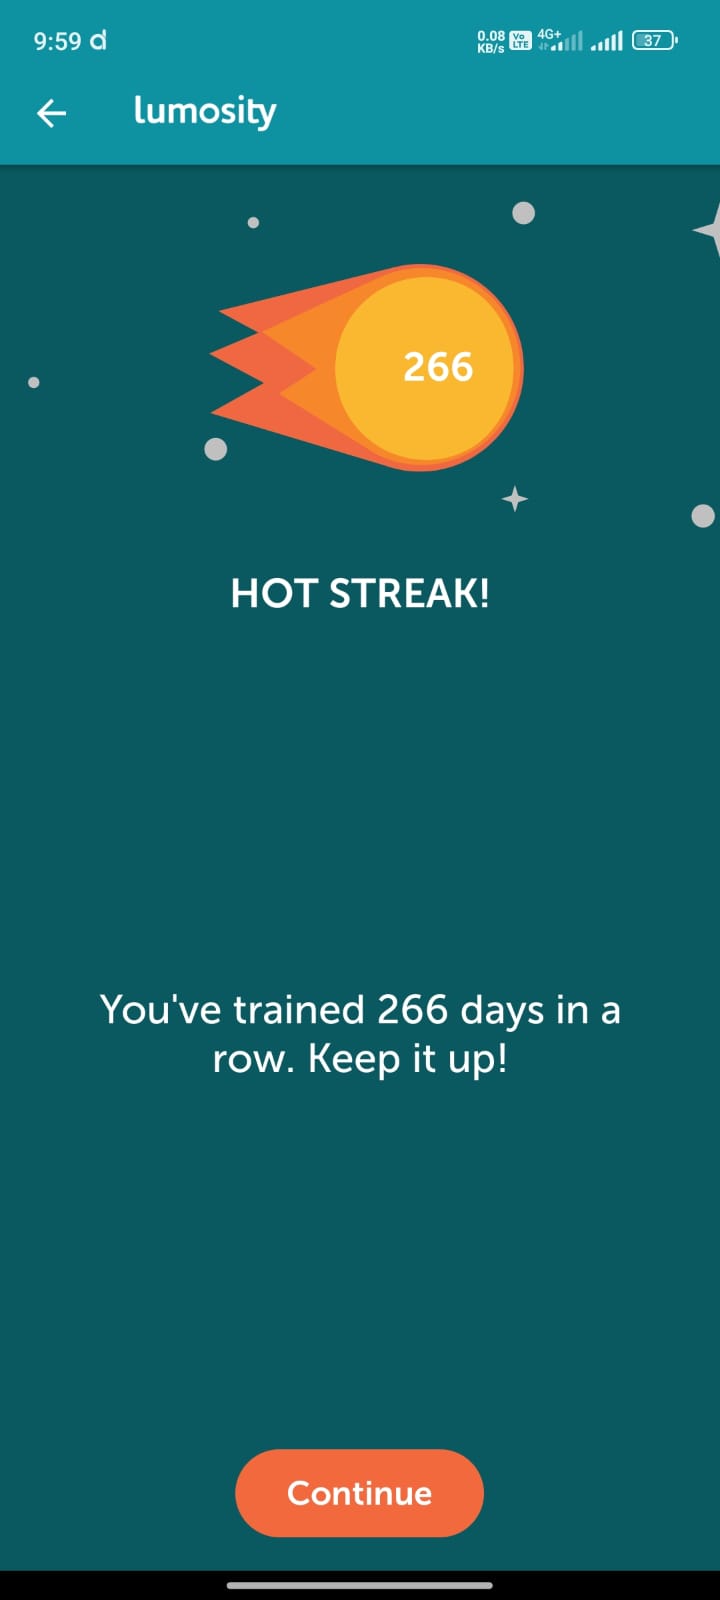 9:59 d
0.08 KB/s Vo LTE 4G+ 37
lumosity
266
HOT STREAK!
You've trained 266 days in a
row. Keep it up!
Continue